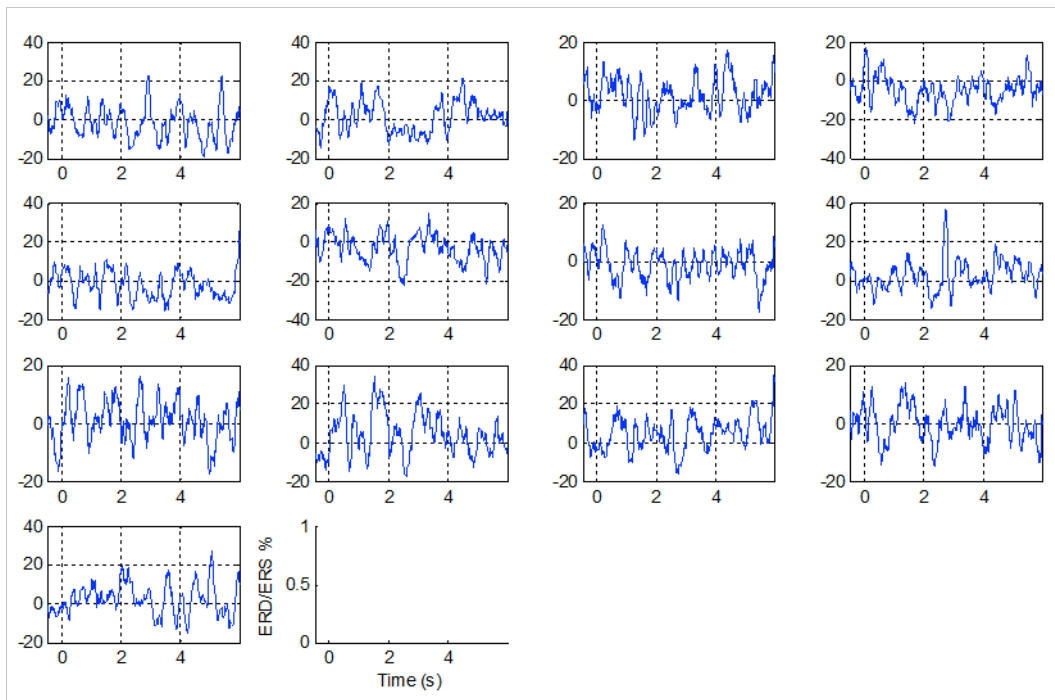 40 40 20 20
20 20 0
0 0 0 -20
-20 -20 -20 -40
0 2 4 0 2 4 0 2 4 0 2 4
40 20 20 40
20 0 20
0 -20 0 0
-20 -40 -20 -20
0 2 4 0 2 4 0 2 4 0 2 4
20 40 40 20
20 20
0 0 0 0
-20 -20 -20 -20
0 2 4 0 2 4 0 2 4 0 2 4
40 1
20 0.5
0
-20 0
0 2 4
ERD/ERS %
Time (s)